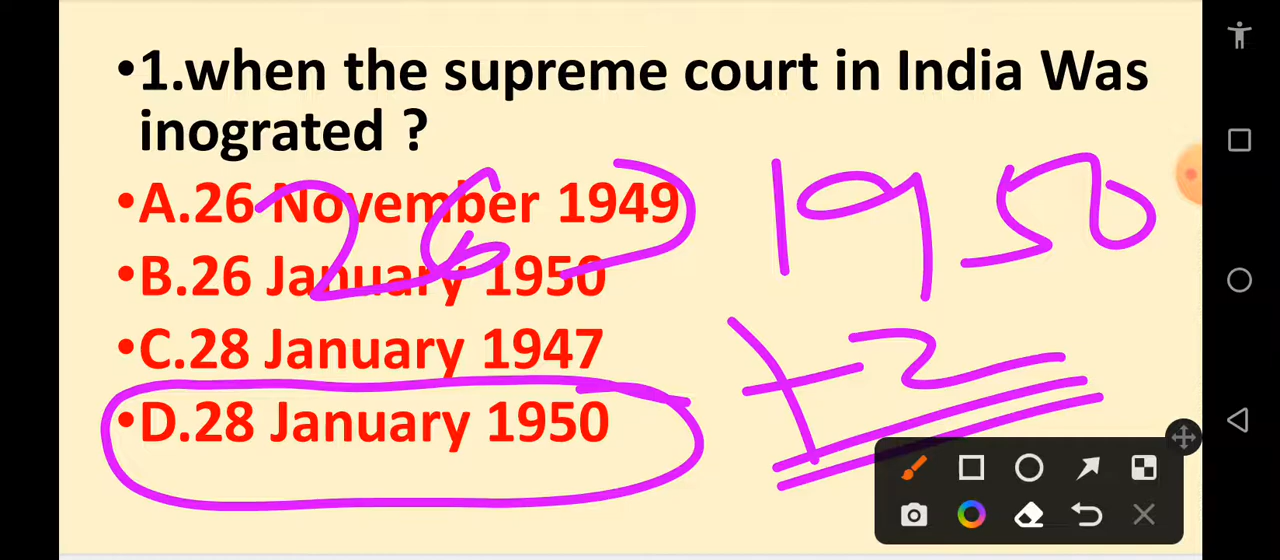 •1.when the supreme court in India Was
inograted ?
•A.26 November 1949
•B.26 January 1950
•C.28 January 1947
•D.28 January 1950
26 J 1950
+2